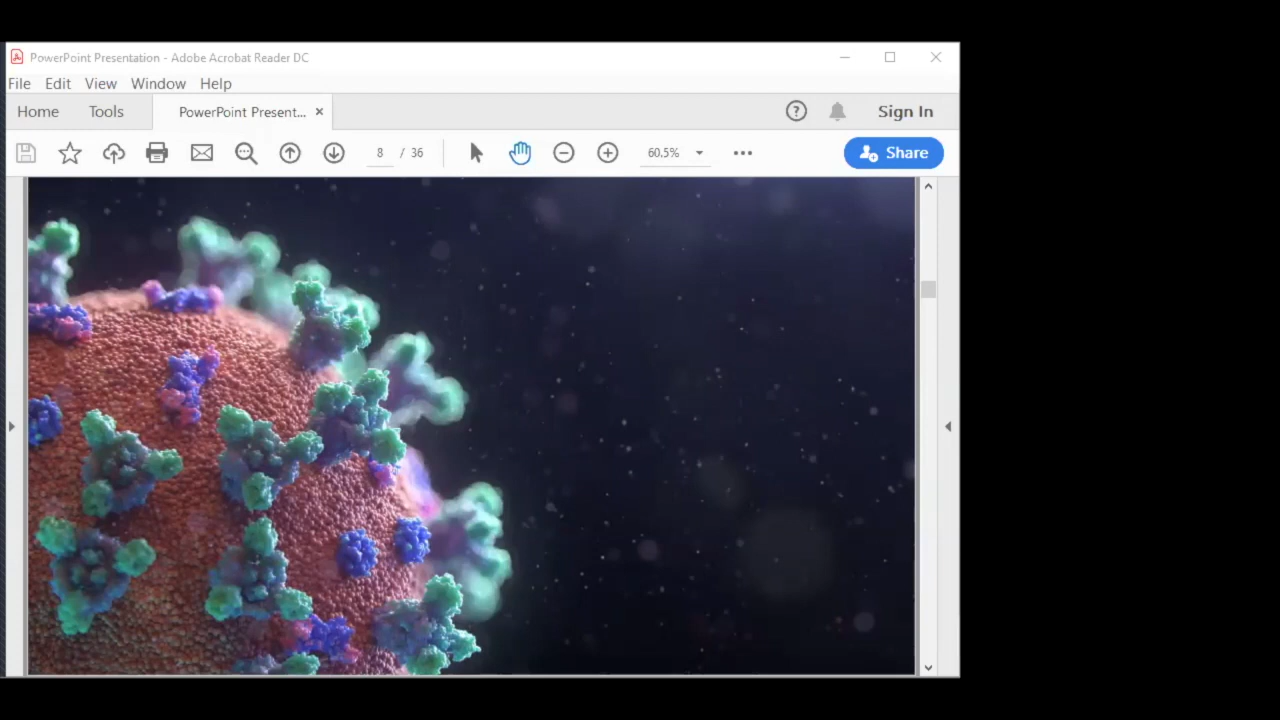 PowerPoint Presentation - Adobe Acrobat Reader DC
File Edit View Window Help
Home Tools PowerPoint Present... Sign In
8 / 36 60,5% Share